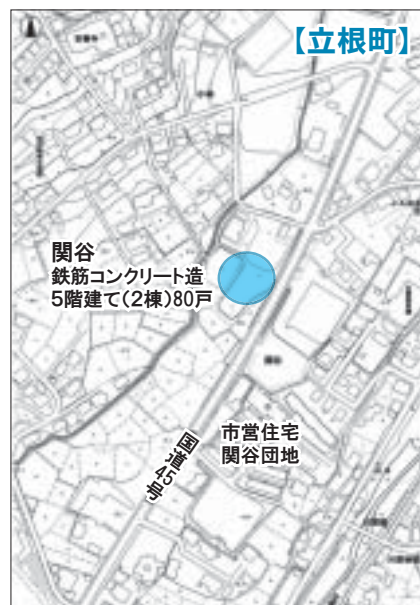 【立根町】
関谷
鉄筋コンクリート造
5階建て(2棟)80戸
市営住宅
関谷団地
国道45号